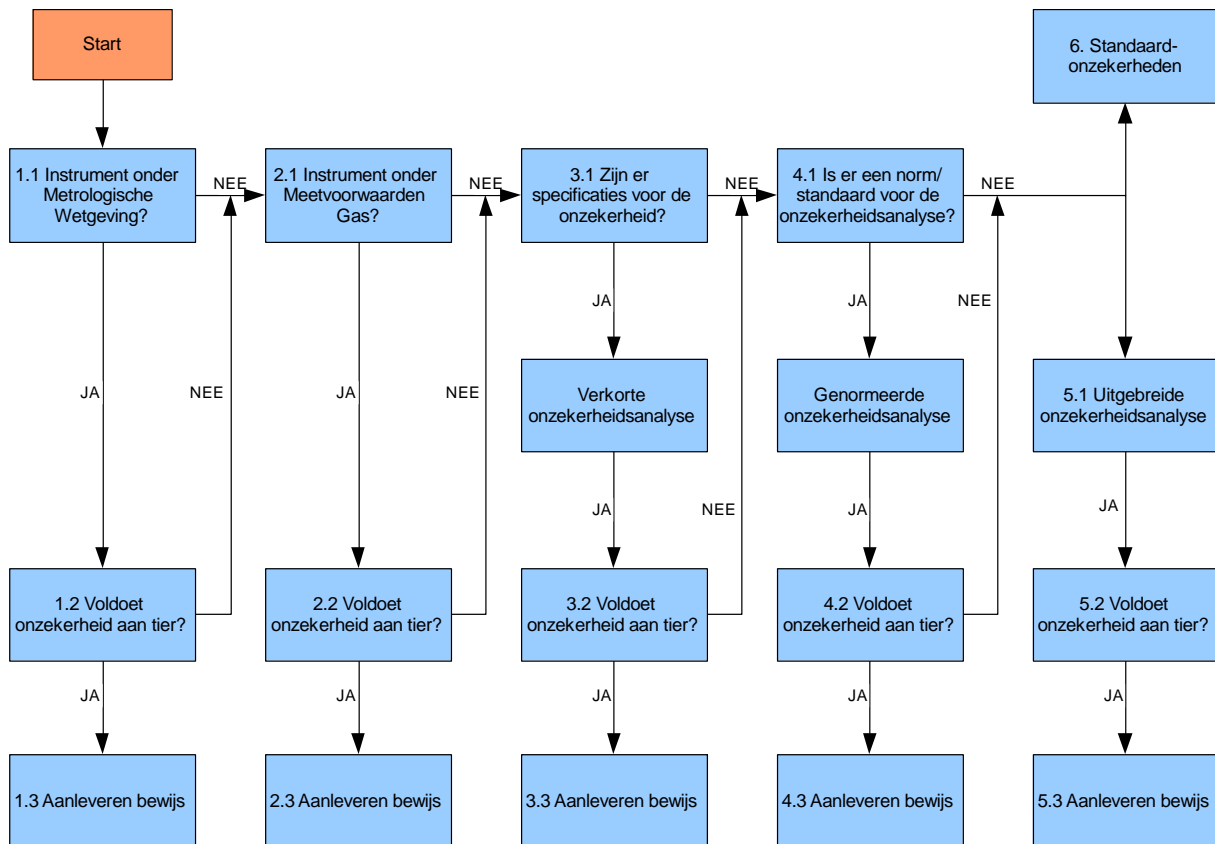 Start
6. Standaard-
onzekerheden
1.1 Instrument onder
Metrologische
Wetgeving?
NEE
2.1 Instrument onder
Meetvoorwaarden
Gas?
NEE
3.1 Zijn er
specificaties voor de
onzekerheid?
NEE
4.1 Is er een norm/
standaard voor de
onzekerheidsanalyse?
NEE
JA
NEE
JA
NEE
JA
JA
NEE
Verkorte
onzekerheidsanalyse
Genormeerde
onzekerheidsanalyse
5.1 Uitgebreide
onzekerheidsanalyse
JA
NEE
JA
JA
1.2 Voldoet
onzekerheid aan tier?
2.2 Voldoet
onzekerheid aan tier?
3.2 Voldoet
onzekerheid aan tier?
4.2 Voldoet
onzekerheid aan tier?
5.2 Voldoet
onzekerheid aan tier?
JA
JA
JA
JA
JA
1.3 Aanleveren bewijs
2.3 Aanleveren bewijs
3.3 Aanleveren bewijs
4.3 Aanleveren bewijs
5.3 Aanleveren bewijs